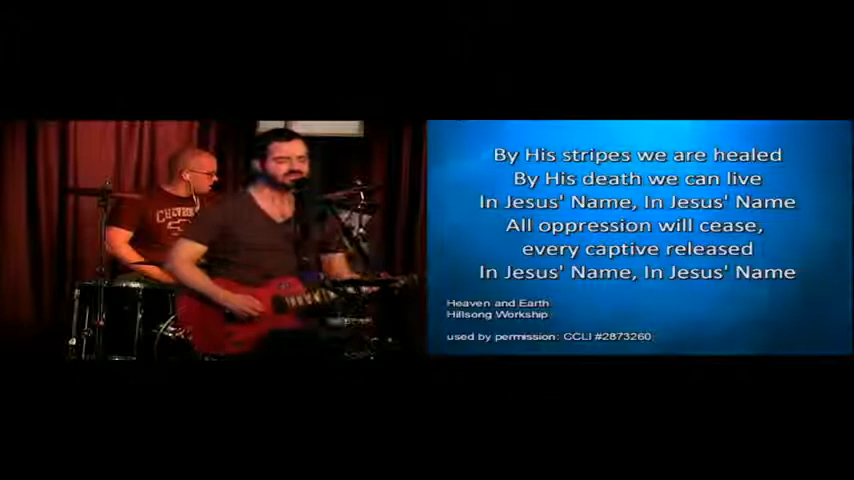 CHEVROLET
By His stripes we are healed
By His death we can live
In Jesus' Name, In Jesus' Name
All oppression will cease,
every captive released
In Jesus' Name, In Jesus' Name
Heaven and Earth
Hillsong Workship
used by permission: CCLI #2873260